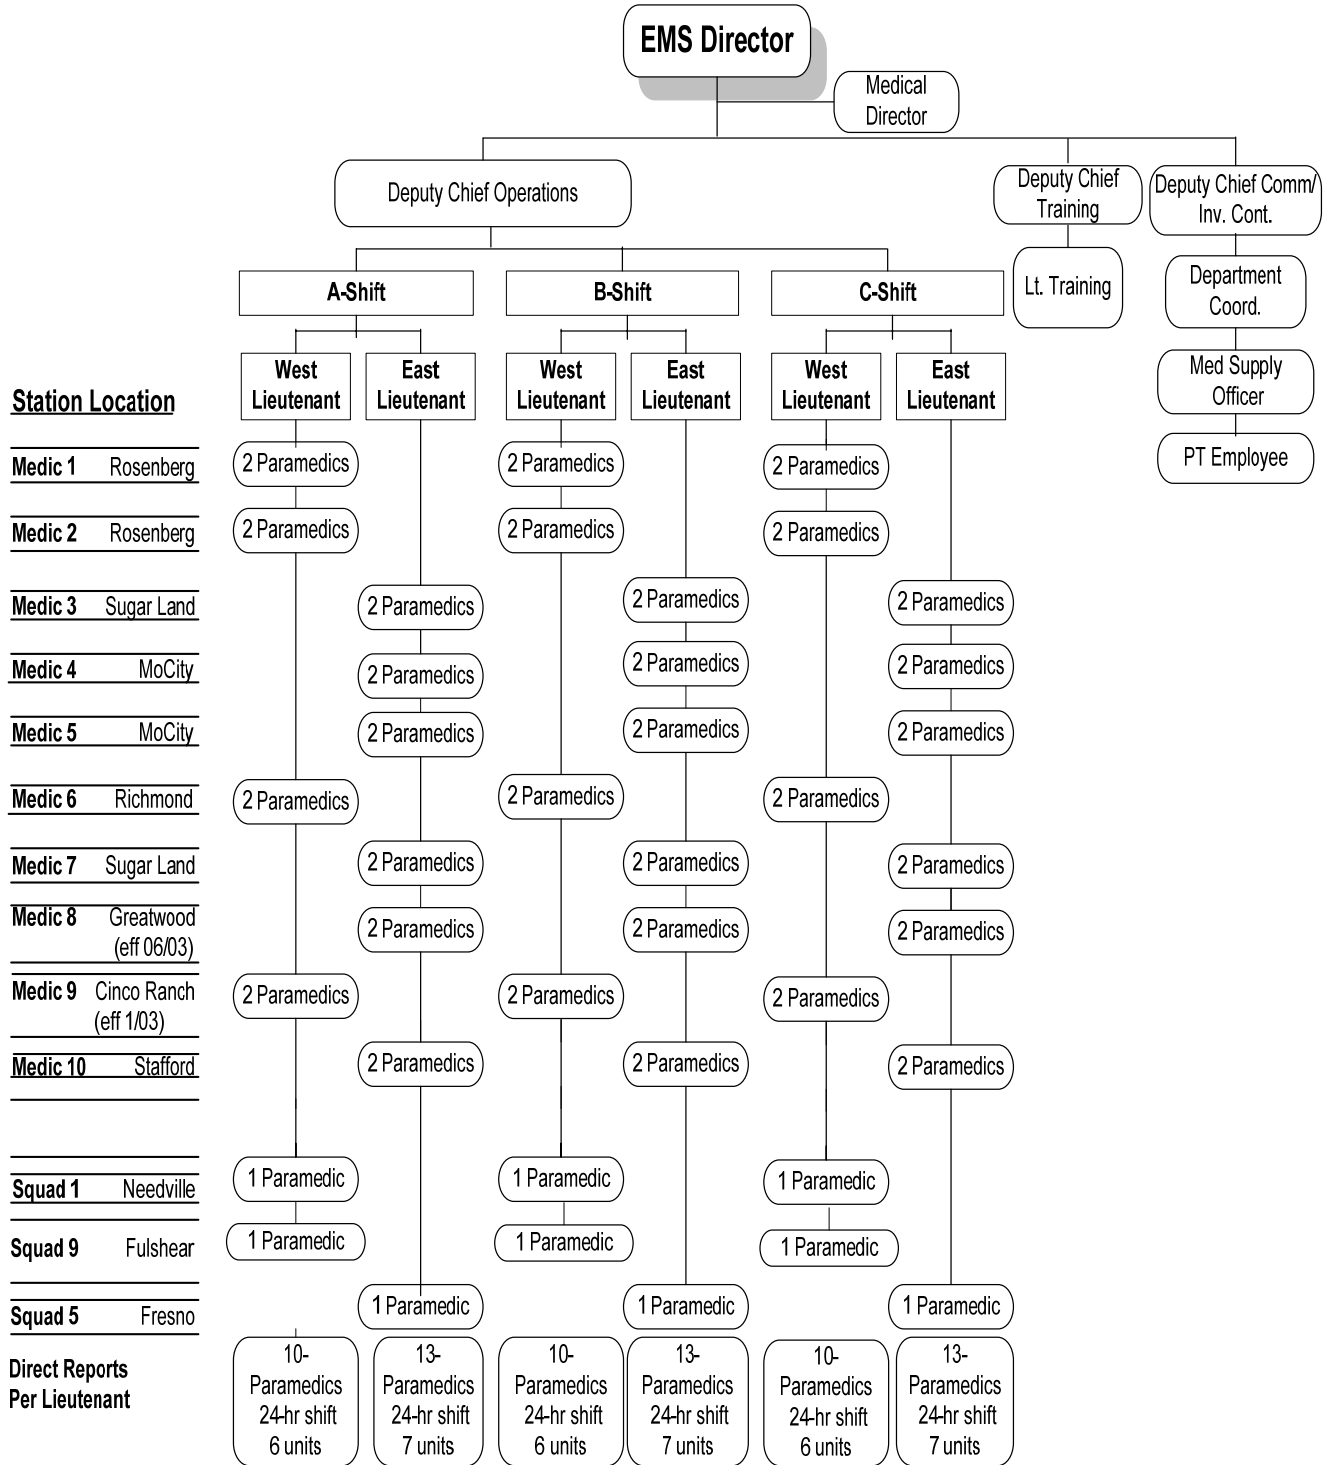 EMS Director
Medical
Director
Deputy Chief Operations
Deputy Chief
Training
Deputy Chief Comm/
Inv. Cont.
Lt. Training
Department
Coord.
Med Supply
Officer
PT Employee
A-Shift
B-Shift
C-Shift
West
Lieutenant
East
Lieutenant
West
Lieutenant
East
Lieutenant
West
Lieutenant
East
Lieutenant
Station Location
Medic 1 Rosenberg
2 Paramedics
2 Paramedics
2 Paramedics
Medic 2 Rosenberg
2 Paramedics
2 Paramedics
2 Paramedics
Medic 3 Sugar Land
2 Paramedics
2 Paramedics
2 Paramedics
Medic 4 MoCity
2 Paramedics
2 Paramedics
2 Paramedics
Medic 5 MoCity
2 Paramedics
2 Paramedics
2 Paramedics
Medic 6 Richmond
2 Paramedics
2 Paramedics
2 Paramedics
Medic 7 Sugar Land
2 Paramedics
2 Paramedics
2 Paramedics
Medic 8 Greatwood
(eff 06/03)
2 Paramedics
2 Paramedics
2 Paramedics
Medic 9 Cinco Ranch
(eff 1/03)
2 Paramedics
2 Paramedics
2 Paramedics
Medic 10 Stafford
2 Paramedics
2 Paramedics
2 Paramedics
Squad 1 Needville
1 Paramedic
1 Paramedic
1 Paramedic
Squad 9 Fulshear
1 Paramedic
1 Paramedic
1 Paramedic
Squad 5 Fresno
1 Paramedic
1 Paramedic
1 Paramedic
Direct Reports
Per Lieutenant
10-
Paramedics
24-hr shift
6 units
13-
Paramedics
24-hr shift
7 units
10-
Paramedics
24-hr shift
6 units
13-
Paramedics
24-hr shift
7 units
10-
Paramedics
24-hr shift
6 units
13-
Paramedics
24-hr shift
7 units